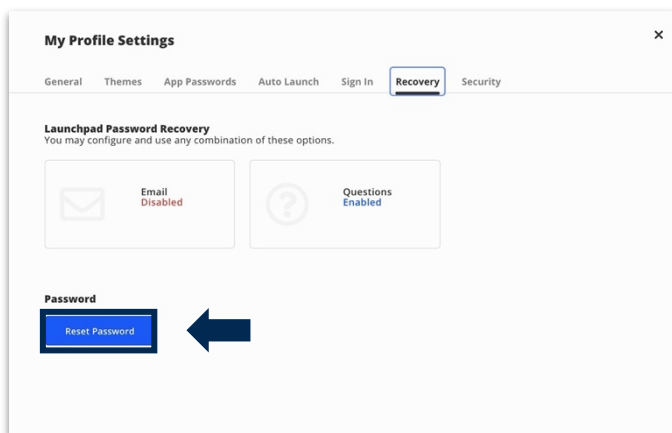 My Profile Settings
×
General Themes App Passwords Auto Launch Sign In Recovery Security
Launchpad Password Recovery
You may configure and use any combination of these options.
Email
Disabled
?
Questions
Enabled
Password
Reset Password